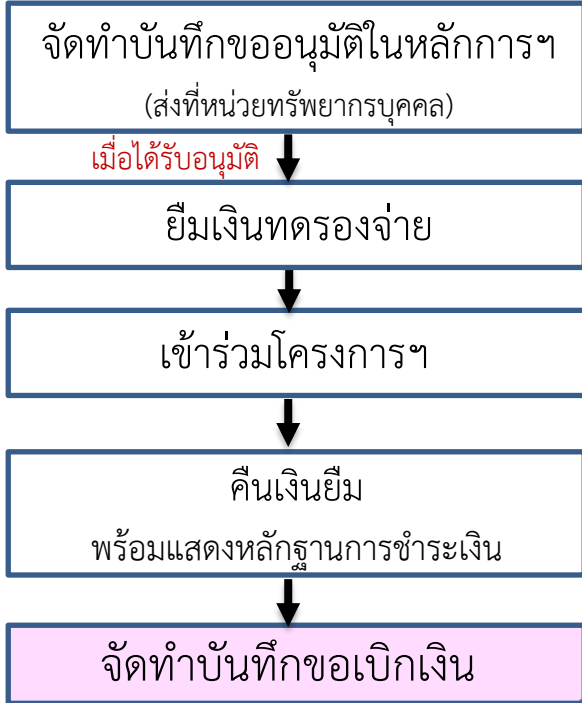 จัดทำบันทึกขออนุมัติในหลักการฯ
(ส่งที่หน่วยทรัพยากรบุคคล)
เมื่อได้รับอนุมัติ
ยืมเงินทดรองจ่าย
เข้าร่วมโครงการฯ
คืนเงินยืม
พร้อมแสดงหลักฐานการชำระเงิน
จัดทำบันทึกขอเบิกเงิน